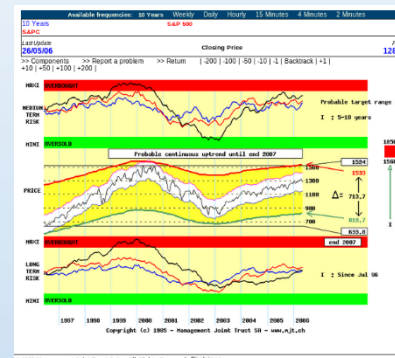 Available frequencies: 10 Years Weekly Daily Hourly 15 Minutes 4 Minutes 2 Minutes
10 Years S&P 500
S&PC
Last Update
26/05/06 Closing Price 128
>> Components >> Report a problem >> Return | -200 | -100 | -50 | -10 | -1 | Backtrack | +1 |
+10 | +50 | +100 | +200 |
MAXI OVERBOUGHT
MEDIUM
TERM
RISK
Probable target range
I : 5-10 years
MINI OVERSOLD
Probable continuous uptrend until end 2007
1524
1500
1533
1300
PRICE
1100
Δ= 713.7
900
819.7
700
633.8
MAXI OVERBOUGHT
end 2007
LONG
TERM
RISK
I : Since Jul 06
MINI OVERSOLD
1997 1998 1999 2000 2001 2002 2003 2004 2005 2006
Copyright (c) 1985 - Management Joint Trust SA - www.mjt.ch